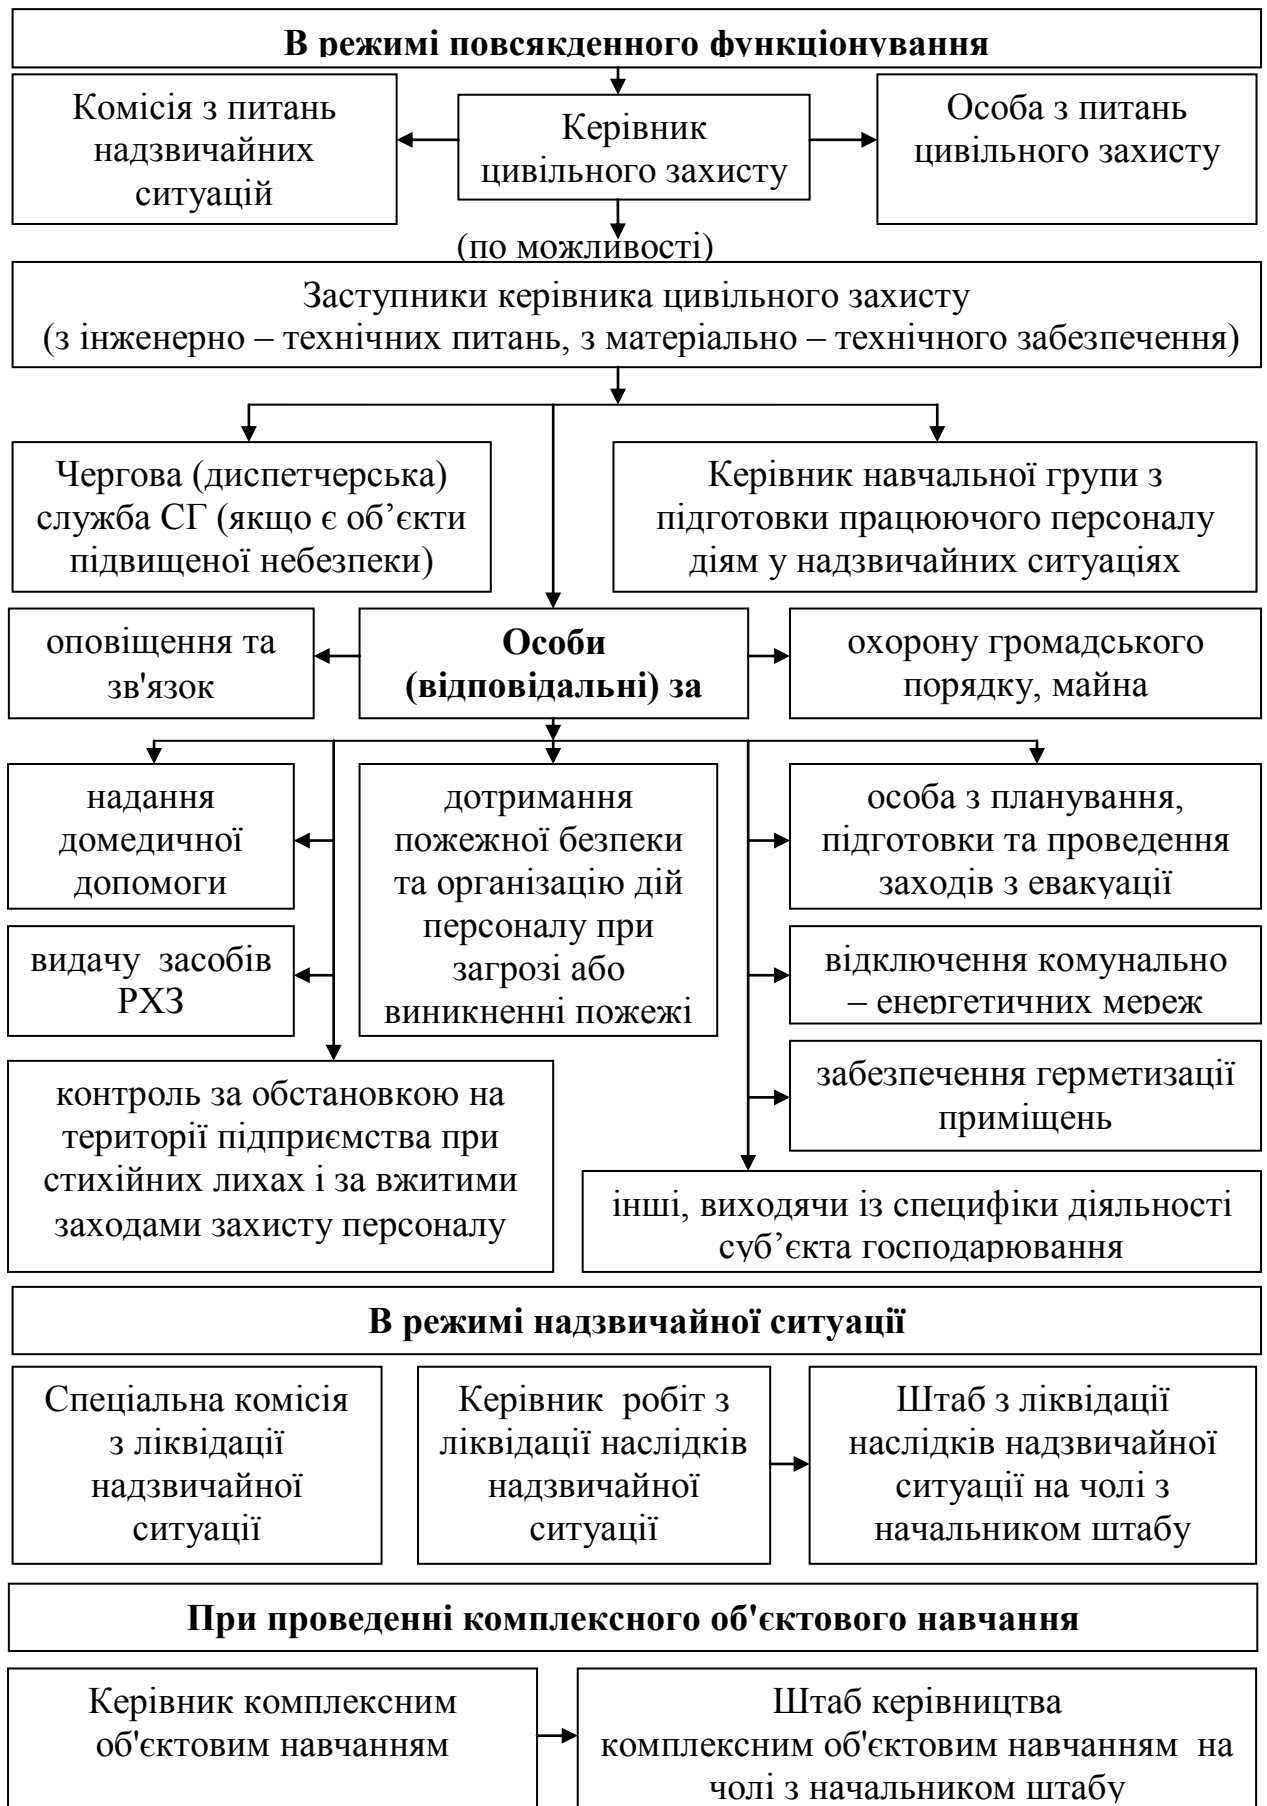 В режимі повсякденного функціонування
Комісія з питань
надзвичайних
ситуацій
Керівник
цивільного захисту
Особа з питань
цивільного захисту
(по можливості)
Заступники керівника цивільного захисту
(з інженерно – технічних питань, з матеріально – технічного забезпечення)
Чергова (диспетчерська)
служба СГ (якщо є об’єкти
підвищеної небезпеки)
Керівник навчальної групи з
підготовки працюючого персоналу
діям у надзвичайних ситуаціях
оповіщення та
зв'язок
Особи
(відповідальні) за
охорону громадського
порядку, майна
надання
домедичної
допомоги
дотримання
пожежної безпеки
та організацію дій
персоналу при
загрозі або
виникненні пожежі
особа з планування,
підготовки та проведення
заходів з евакуації
видачу засобів
РХЗ
відключення комунально
– енергетичних мереж
забезпечення герметизації
приміщень
контроль за обстановкою на
території підприємства при
стихійних лихах і за вжитими
заходами захисту персоналу
інші, виходячи із специфіки діяльності
суб’єкта господарювання
В режимі надзвичайної ситуації
Спеціальна комісія
з ліквідації
надзвичайної
ситуації
Керівник робіт з
ліквідації наслідків
надзвичайної
ситуації
Штаб з ліквідації
наслідків надзвичайної
ситуації на чолі з
начальником штабу
При проведенні комплексного об'єктового навчання
Керівник комплексним
об'єктовим навчанням
Штаб керівництва
комплексним об'єктовим навчанням на
чолі з начальником штабу